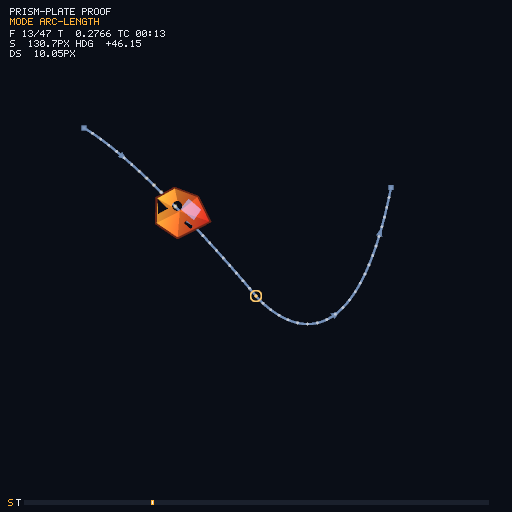 PRISM-PLATE PROOF
MODE ARC-LENGTH
F 13/47 T  0.2766 TC 00:13
S  130.7PX HDG  +46.15
DS  10.05PX
ST